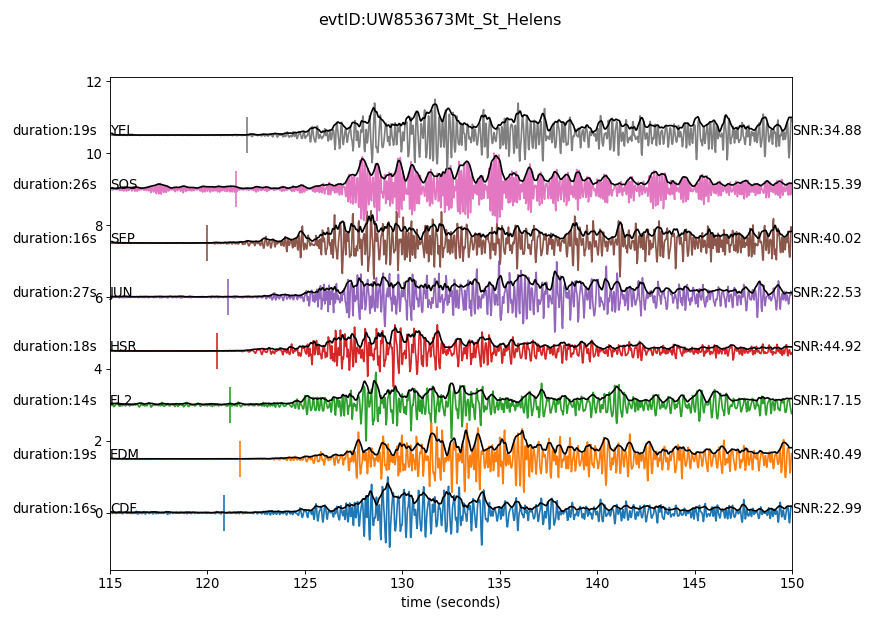 evtID:UW853673Mt_St_Helens
12
duration:19s YEL SNR:34.88
10
duration:26s SOS SNR:15.39
8
duration:16s SEP SNR:40.02
duration:27s JUN SNR:22.53
6
duration:18s HSR SNR:44.92
4
duration:14s FL2 SNR:17.15
2
duration:19s EDM SNR:40.49
duration:16s CDF SNR:22.99
0
115 120 125 130 135 140 145 150
time (seconds)